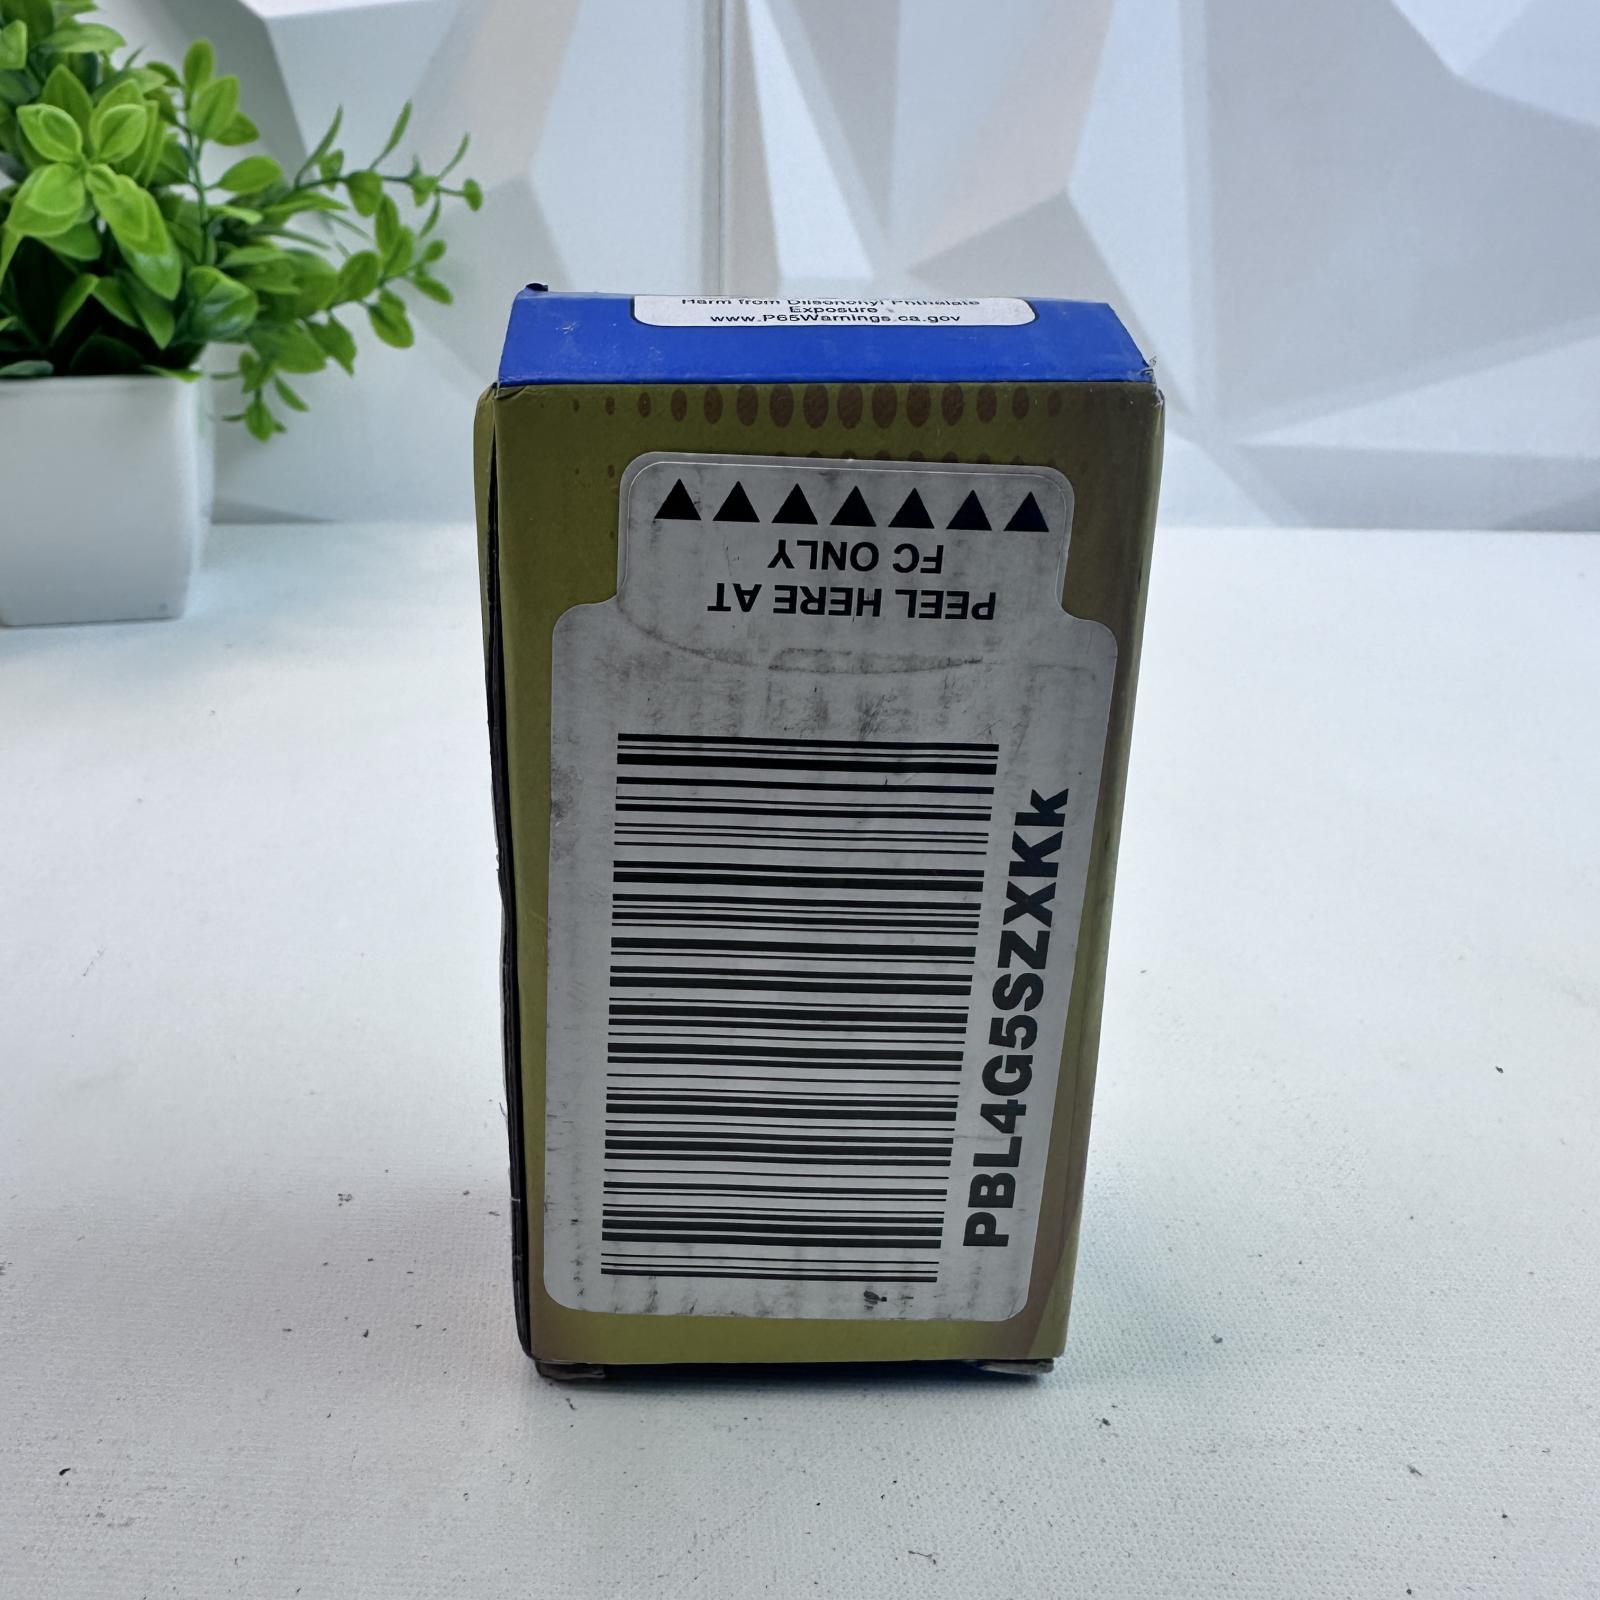 Harm from Diisononyl Phthalate
Exposure
www.P65Warnings.ca.gov
PEEL HERE AT
FC ONLY
PBL4G5SZXKk